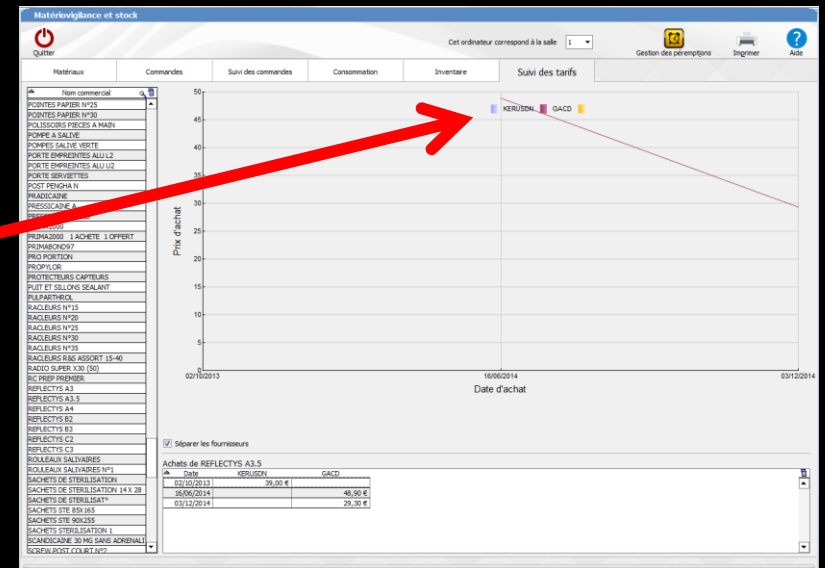 Matériovigilance et stock
Quitter
Cet ordinateur correspond à la salle 1
Gestion des péremptions
Imprimer
Aide
Matériaux
Commandes
Suivi des commandes
Consommation
Inventaire
Suivi des tarifs
Nom commercial
POINTES PAPIER N°25
POINTES PAPIER N°30
POLISSOIRS PIECES A MAIN
POMPE A SALIVE
POMPES SALIVE VERTE
PORTE EMPREINTES ALU L2
PORTE EMPREINTES ALU U2
PORTE SERVIETTES
POST PENGHA N
PRADICAINE
PRESSICAINE A
PRIMA2000 1 ACHETE 1 OFFERT
PRIMABOND97
PRO PORTION
PROPYLOR
PROTECTEURS CAPTEURS
PUIT ET SILLONS SEALANT
PULPARTHROL
RACLEURS N°15
RACLEURS N°20
RACLEURS N°25
RACLEURS N°30
RACLEURS N°35
RACLEURS R&S ASSORT 15-40
RADIO SUPER X30 (50)
RC PREP PREMIER
REFLECTYS A3
REFLECTYS A3.5
REFLECTYS A4
REFLECTYS B2
REFLECTYS B3
REFLECTYS C2
REFLECTYS C3
ROULEAUX SALIVAIRES
ROULEAUX SALIVAIRES N°1
SACHETS DE STERILISATION
SACHETS DE STERILISATION 14 X 28
SACHETS DE STERILISAT°
SACHETS STE 85X165
SACHETS STE 90X255
SACHETS STERILISATION 1
SCANDICAINE 30 MG SANS ADRENALI
SCREW POST COURT N°2
KERUSDN GACD
50
45
40
35
30
25
20
15
10
5
0
Prix d'achat
02/10/2013 16/06/2014 03/12/2014
Date d'achat
Séparer les fournisseurs
Achats de REFLECTYS A3.5
Date KERUSDN GACD
02/10/2013 39,00 €
16/06/2014 48,90 €
03/12/2014 29,30 €